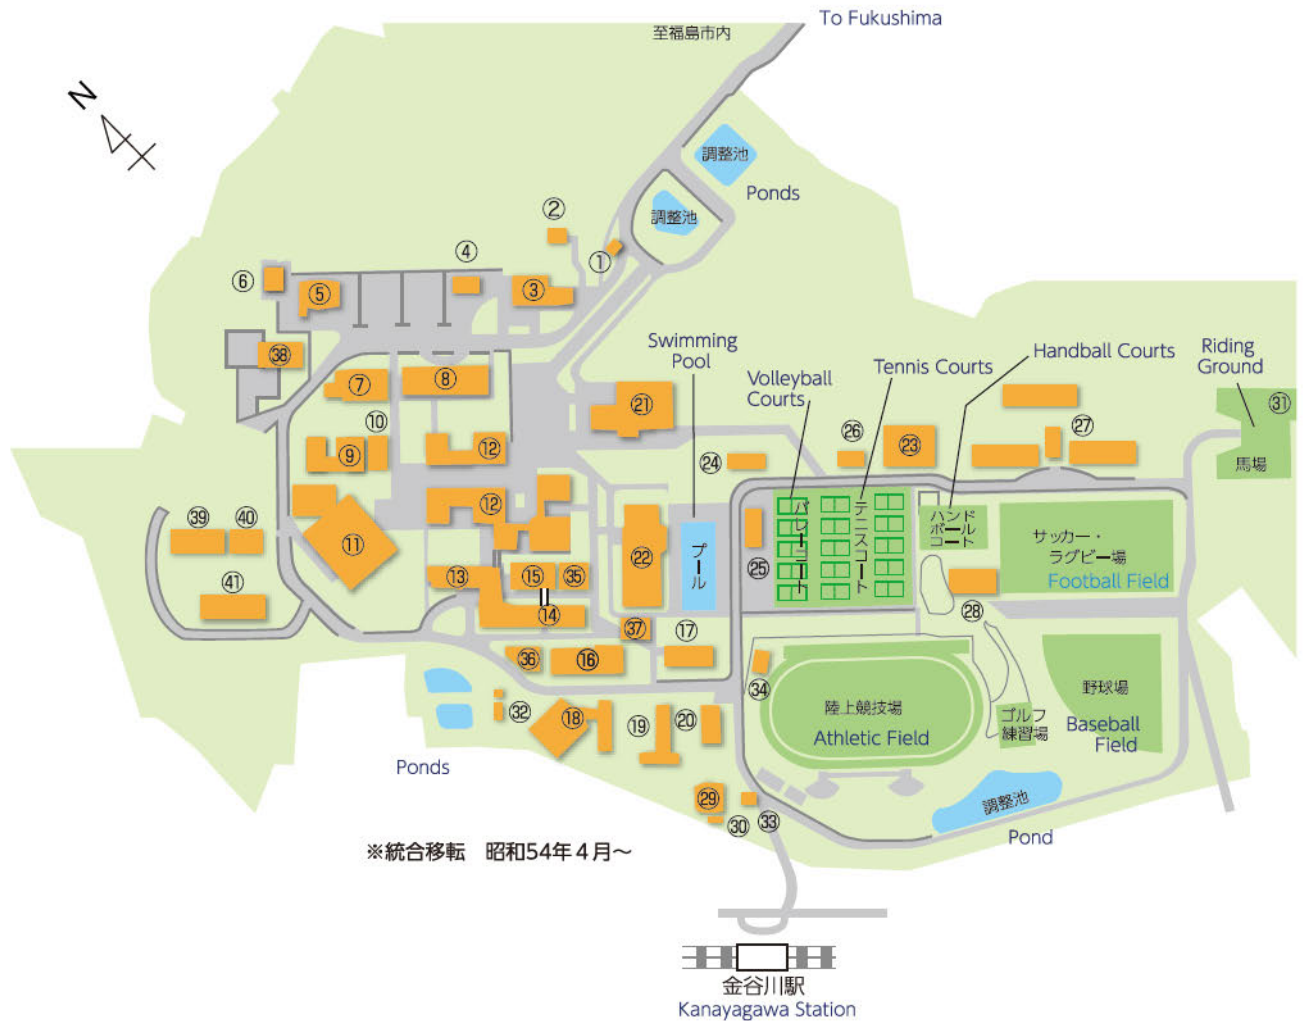 To Fukushima
至福島市内
N
調整池
Ponds
調整池
②
①
④
③
⑥
⑤
㊳
⑦
⑧
⑩
⑨
⑫
㉑
Swimming
Pool
Volleyball
Courts
Tennis Courts
Handball Courts
Riding
Ground
㉛
馬場
㉖
㉓
㉗
㉔
⑫
㊴
㊵
⑪
㊶
⑬
⑮
㉟
⑭
㉒
プール
㉕
バレーコート
テニスコート
ハンド
ボール
コート
サッカー・
ラグビー場
Football Field
㉘
㊲
⑰
㊱
⑯
㉞
㉜
⑱
⑲
⑳
陸上競技場
Athletic Field
ゴルフ
練習場
野球場
Baseball
Field
Ponds
㉙
㉚
㉝
調整池
Pond
※統合移転 昭和54年4月～
金谷川駅
Kanayagawa Station